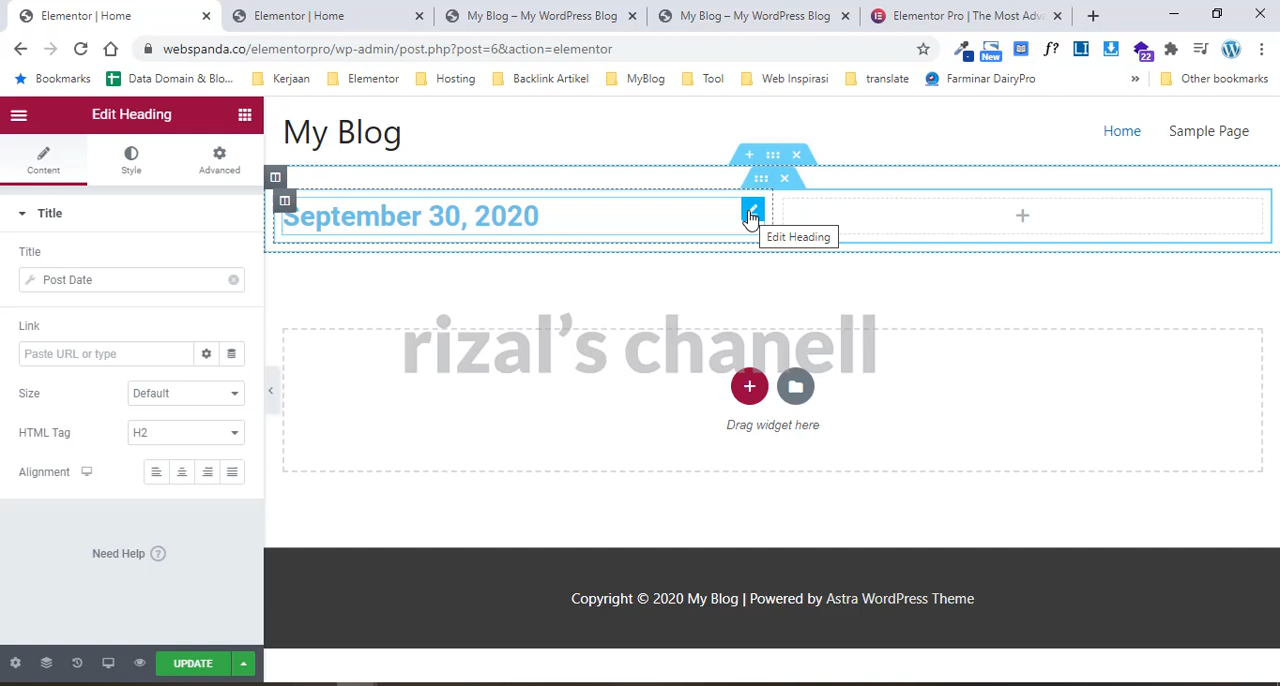 Elementor | Home
Elementor | Home
My Blog – My WordPress Blog
My Blog – My WordPress Blog
Elementor Pro | The Most Adva
webspanda.co/elementorpro/wp-admin/post.php?post=6&action=elementor
New
f?
22
Bookmarks
Data Domain & Blo...
Kerjaan
Elementor
Hosting
Backlink Artikel
MyBlog
Tool
Web Inspirasi
translate
Farminar DairyPro
»
Other bookmarks
Edit Heading
Content
Style
Advanced
Title
Title
Post Date
Link
Paste URL or type
Size
Default
HTML Tag
H2
Alignment
Need Help ?
UPDATE
My Blog
Home
Sample Page
September 30, 2020
Edit Heading
rizal's chanell
Drag widget here
Copyright © 2020 My Blog | Powered by Astra WordPress Theme